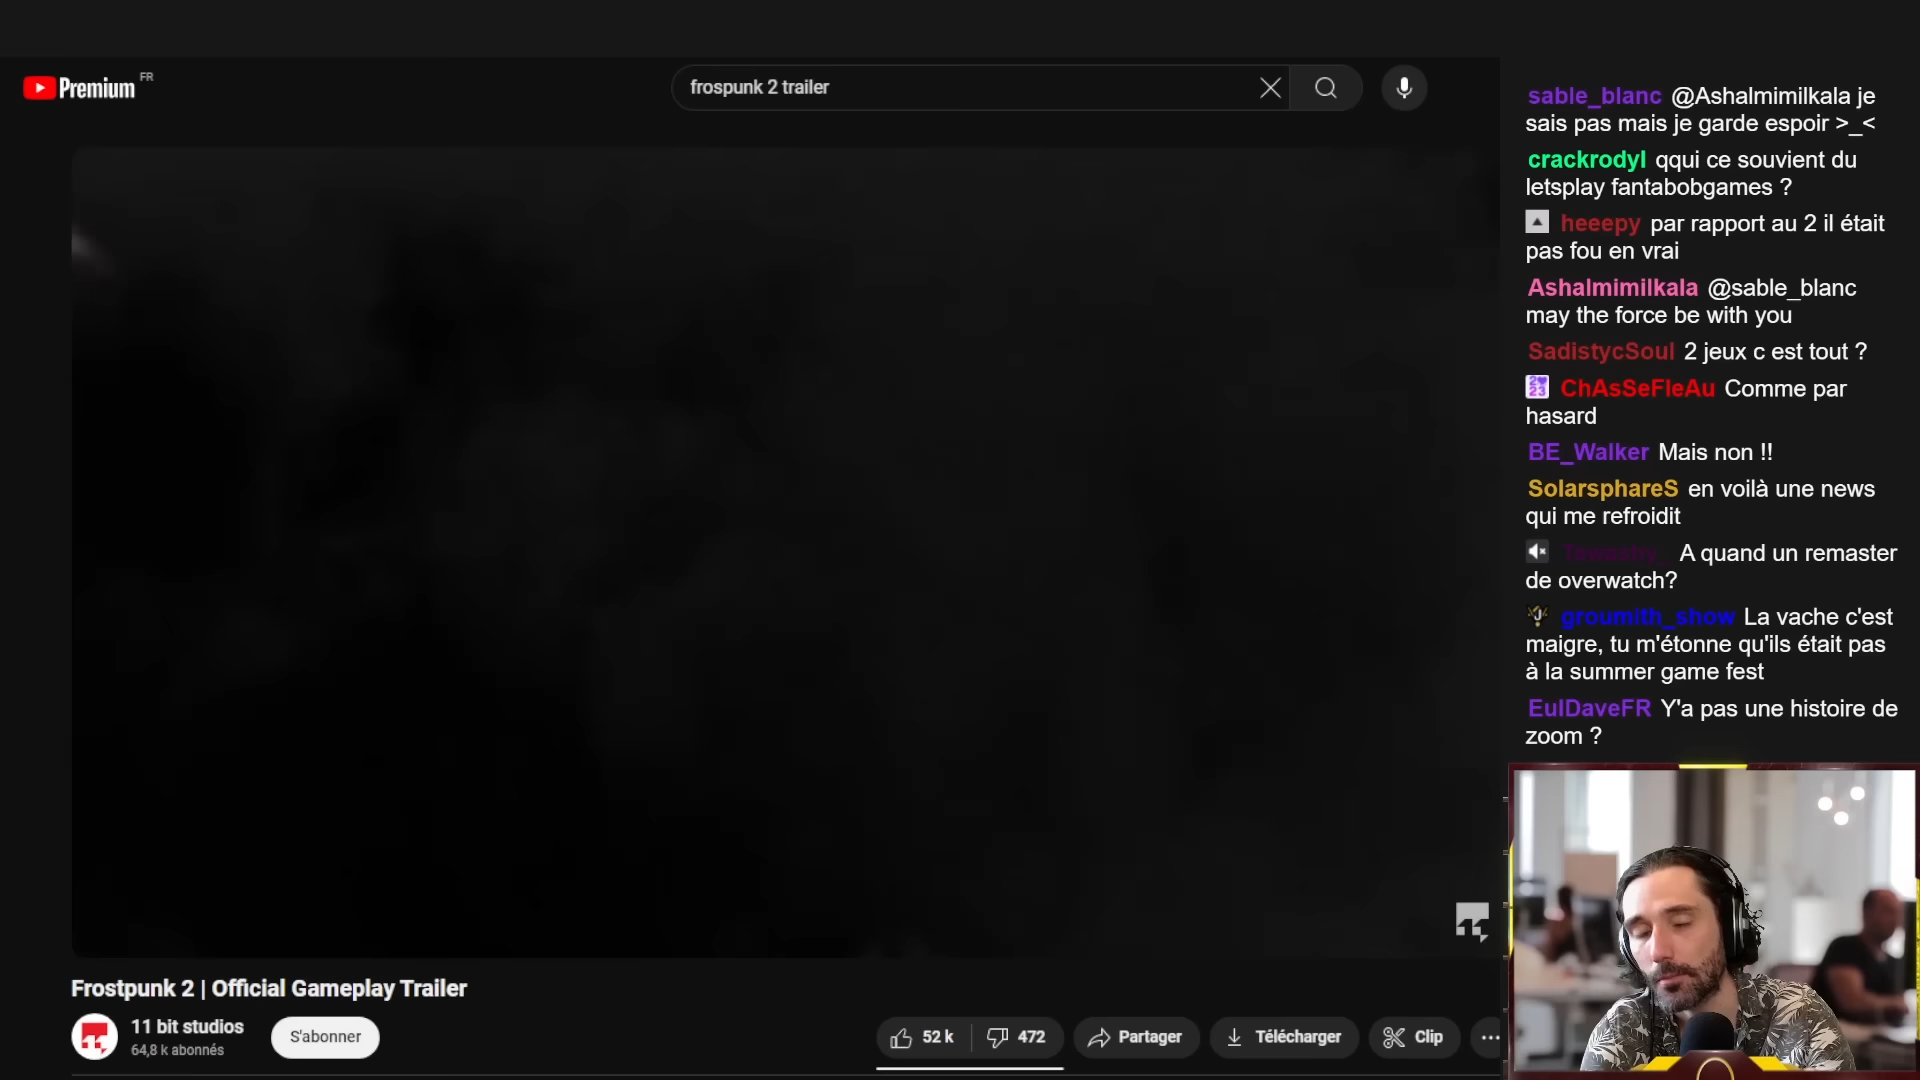 Premium FR
frospunk 2 trailer
Frostpunk 2 | Official Gameplay Trailer
11 bit studios
64,8 k abonnés
S'abonner
52 k
472
Partager
Télécharger
Clip
sable_blanc @Ashalmimilkala je
sais pas mais je garde espoir >_<
crackrodyl qqui ce souvient du
letsplay fantabobgames ?
heeepy par rapport au 2 il était
pas fou en vrai
Ashalmimilkala @sable_blanc
may the force be with you
SadistycSoul 2 jeux c est tout ?
ChAsSeFleAu Comme par
hasard
BE_Walker Mais non !!
SolarsphareS en voilà une news
qui me refroidit
A quand un remaster
de overwatch?
groumith_show La vache c'est
maigre, tu m'étonne qu'ils était pas
à la summer game fest
EulDaveFR Y'a pas une histoire de
zoom ?